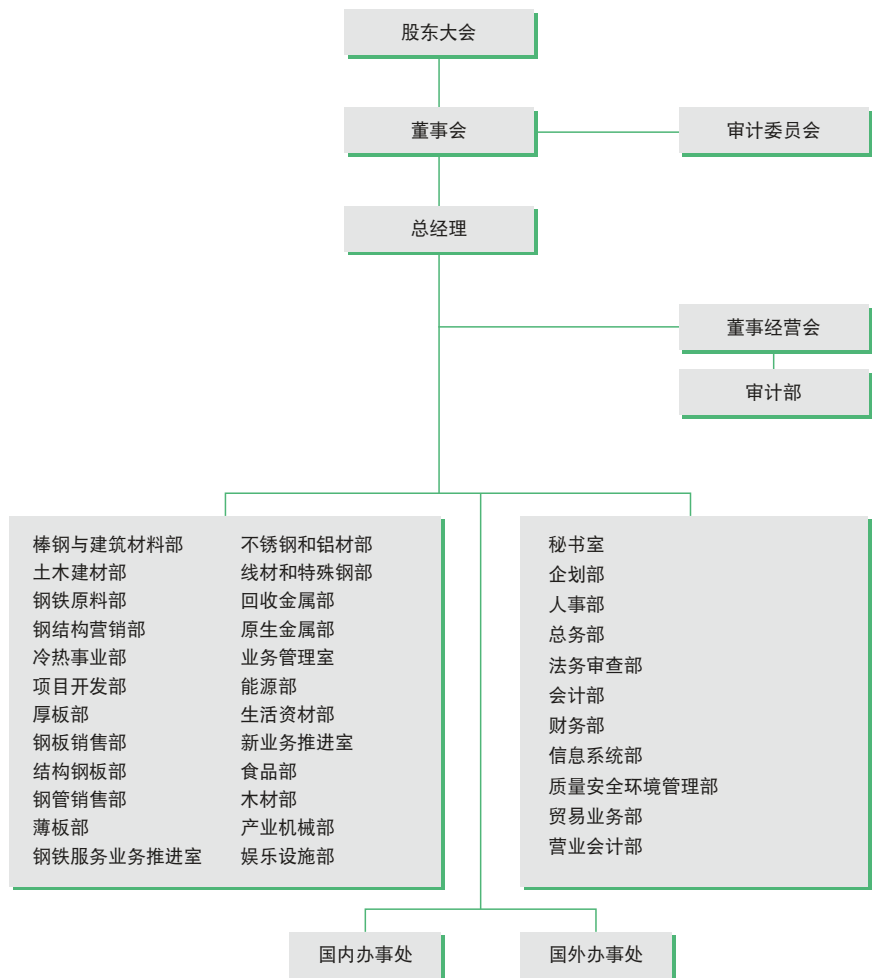 股东大会
董事会
审计委员会
总经理
董事经营会
审计部
棒钢与建筑材料部
土木建材部
钢铁原料部
钢结构营销部
冷热事业部
项目开发部
厚板部
钢板销售部
结构钢板部
钢管销售部
薄板部
钢铁服务业务推进室
不锈钢和铝材部
线材和特殊钢部
回收金属部
原生金属部
业务管理室
能源部
生活资材部
新业务推进室
食品部
木材部
产业机械部
娱乐设施部
秘书室
企划部
人事部
总务部
法务审查部
会计部
财务部
信息系统部
质量安全环境管理部
贸易业务部
营业会计部
国内办事处
国外办事处